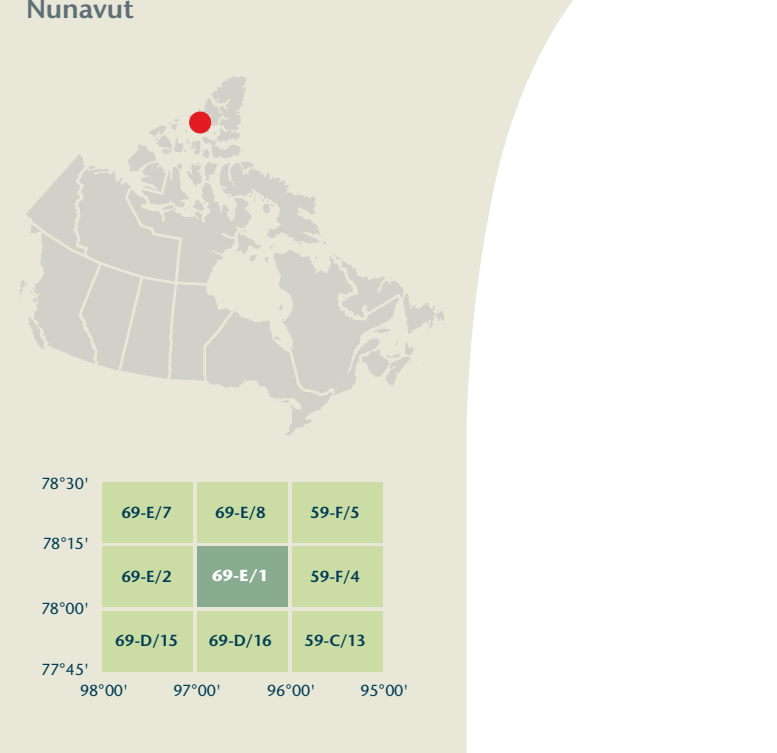 Nunavut
78°30'
69-E/7 69-E/8 59-F/5
78°15'
69-E/2 69-E/1 59-F/4
78°00'
69-D/15 69-D/16 59-C/13
77°45'
98°00' 97°00' 96°00' 95°00'